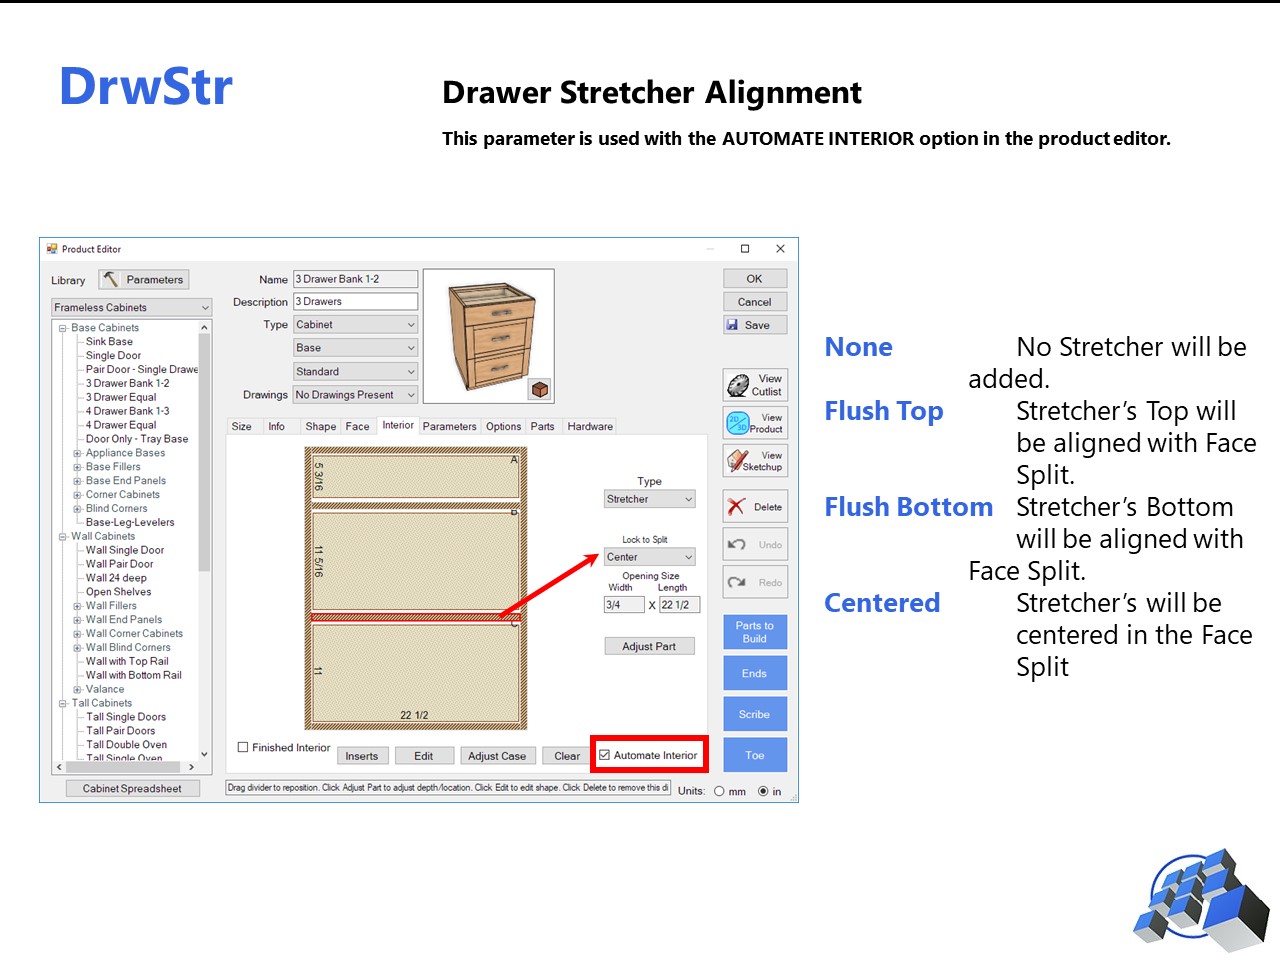 DrwStr
Drawer Stretcher Alignment
This parameter is used with the AUTOMATE INTERIOR option in the product editor.
Product Editor
Library
Parameters
Frameless Cabinets
Base Cabinets
Sink Base
Single Door
Pair Door - Single Drawe
3 Drawer Bank 1-2
3 Drawer Equal
4 Drawer Bank 1-3
4 Drawer Equal
Door Only - Tray Base
Appliance Bases
Base Fillers
Base End Panels
Corner Cabinets
Blind Corners
Base-Leg-Levelers
Wall Cabinets
Wall Single Door
Wall Pair Door
Wall 24 deep
Open Shelves
Wall Fillers
Wall End Panels
Wall Corner Cabinets
Wall Blind Corners
Wall with Top Rail
Wall with Bottom Rail
Valance
Tall Cabinets
Tall Single Doors
Tall Pair Doors
Tall Double Oven
Tall Single Oven
Cabinet Spreadsheet
Name 3 Drawer Bank 1-2
Description 3 Drawers
Type Cabinet
Base
Standard
Drawings No Drawings Present
OK
Cancel
Save
View
Cutlist
2D/3D View
Product
View
Sketchup
Delete
Undo
Redo
Parts to
Build
Ends
Scribe
Toe
Size Info Shape Face Interior Parameters Options Parts Hardware
A
5 3/16
B
11 5/16
C
11
22 1/2
Type
Stretcher
Lock to Split
Center
Opening Size
Width Length
3/4 X 22 1/2
Adjust Part
Finished Interior
Inserts
Edit
Adjust Case
Clear
Automate Interior
Drag divider to reposition. Click Adjust Part to adjust depth/location. Click Edit to edit shape. Click Delete to remove this di
Units: mm in
None No Stretcher will be
added.
Flush Top Stretcher’s Top will
be aligned with Face
Split.
Flush Bottom Stretcher’s Bottom
will be aligned with
Face Split.
Centered Stretcher’s will be
centered in the Face
Split